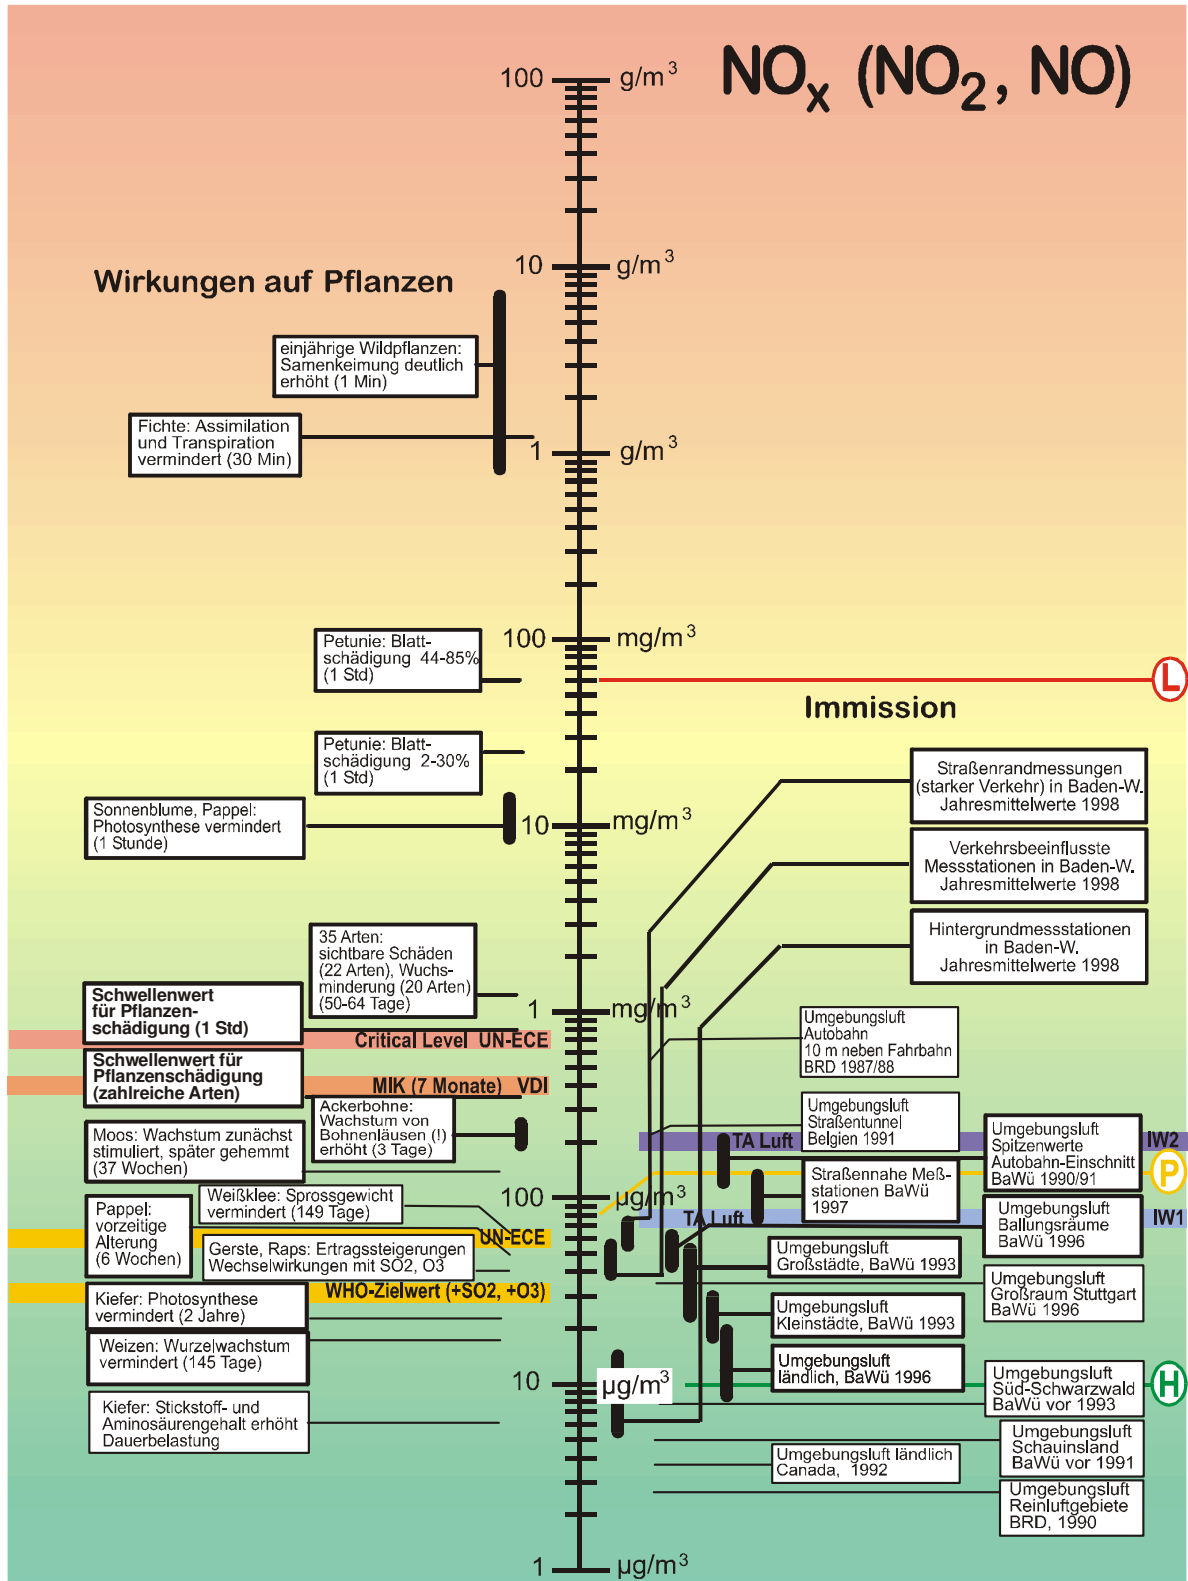 NOx (NO2, NO)
100 g/m3
10 g/m3
Wirkungen auf Pflanzen
einjährige Wildpflanzen:
Samenkeimung deutlich
erhöht (1 Min)
Fichte: Assimilation
und Transpiration
vermindert (30 Min)
1 g/m3
100 mg/m3
Petunie: Blatt-
schädigung 44-85%
(1 Std)
L
Immission
Petunie: Blatt-
schädigung 2-30%
(1 Std)
Straßenrandmessungen
(starker Verkehr) in Baden-W.
Jahresmittelwerte 1998
Sonnenblume, Pappel:
Photosynthese vermindert
(1 Stunde)
10 mg/m3
Verkehrsbeeinflusste
Messstationen in Baden-W.
Jahresmittelwerte 1998
Hintergrundmessstationen
in Baden-W.
Jahresmittelwerte 1998
35 Arten:
sichtbare Schäden
(22 Arten), Wuchs-
minderung (20 Arten)
(50-64 Tage)
Schwellenwert
für Pflanzen-
schädigung (1 Std)
1 mg/m3
Critical Level UN-ECE
Umgebungsluft
Autobahn
10 m neben Fahrbahn
BRD 1987/88
Schwellenwert für
Pflanzenschädigung
(zahlreiche Arten)
MIK (7 Monate) VDI
Ackerbohne:
Wachstum von
Bohnenläusen (!)
erhöht (3 Tage)
Umgebungsluft
Straßentunnel
Belgien 1991
Moos: Wachstum zunächst
stimuliert, später gehemmt
(37 Wochen)
TA Luft
IW2
Umgebungsluft
Spitzenwerte
Autobahn-Einschnitt
BaWü 1990/91
P
Straßennahe Meß-
stationen BaWü
1997
Weißklee: Sprossgewicht
vermindert (149 Tage)
100 µg/m3
Pappel:
vorzeitige
Alterung
(6 Wochen)
TA Luft
IW1
Umgebungsluft
Ballungsräume
BaWü 1996
UN-ECE
Gerste, Raps: Ertragssteigerungen
Wechselwirkungen mit SO2, O3
Umgebungsluft
Großstädte, BaWü 1993
Umgebungsluft
Großraum Stuttgart
BaWü 1996
WHO-Zielwert (+SO2, +O3)
Kiefer: Photosynthese
vermindert (2 Jahre)
Umgebungsluft
Kleinstädte, BaWü 1993
Weizen: Wurzelwachstum
vermindert (145 Tage)
Umgebungsluft
ländlich, BaWü 1996
10 µg/m3
H
Umgebungsluft
Süd-Schwarzwald
BaWü vor 1993
Kiefer: Stickstoff- und
Aminosäurengehalt erhöht
Dauerbelastung
Umgebungsluft
Schauinsland
BaWü vor 1991
Umgebungsluft ländlich
Canada, 1992
Umgebungsluft
Reinluftgebiete
BRD, 1990
1 µg/m3